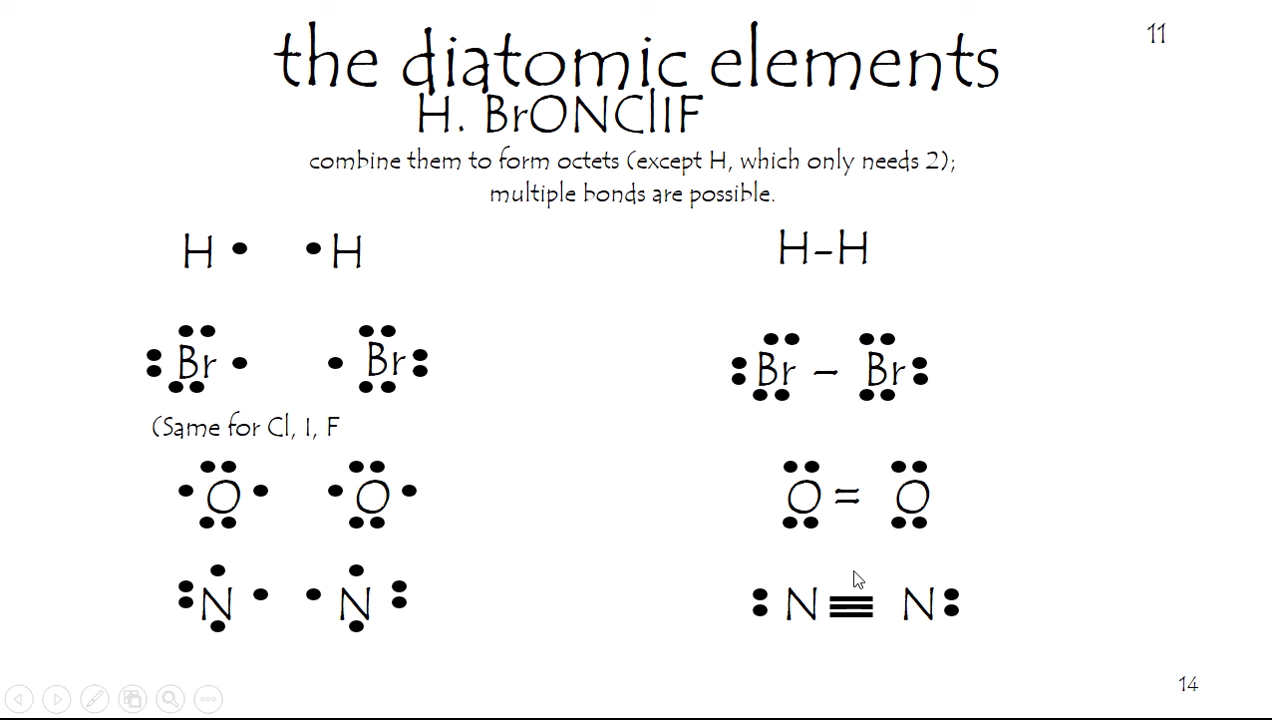 11
the diatomic elements
H. BrONClIF
combine them to form octets (except H, which only needs 2);
multiple bonds are possible.
H • •H H–H
Br Br Br – Br
(Same for Cl, I, F
O O O = O
N N N ≡ N
14